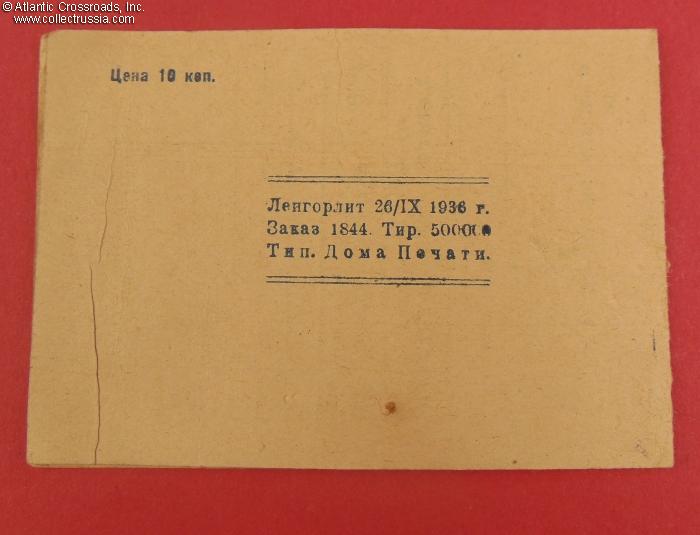 © Atlantic Crossroads, Inc.
www.collectrussia.com
Цена 10 коп.
Ленгорлит 26/IX 1936 г.
Заказ 1844. Тир. 500000
Тип. Дома Печати.